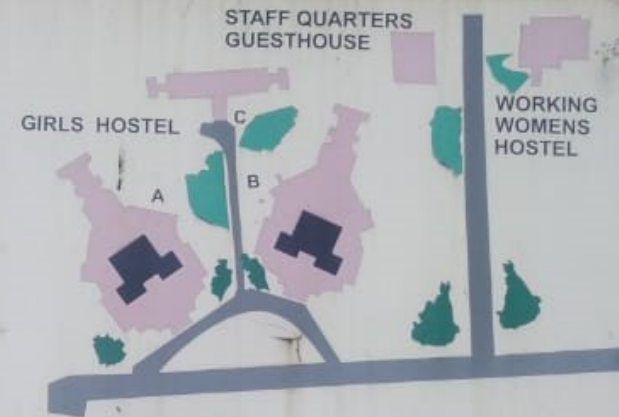 STAFF QUARTERS
GUESTHOUSE
GIRLS HOSTEL
C
WORKING
WOMENS
HOSTEL
A
B